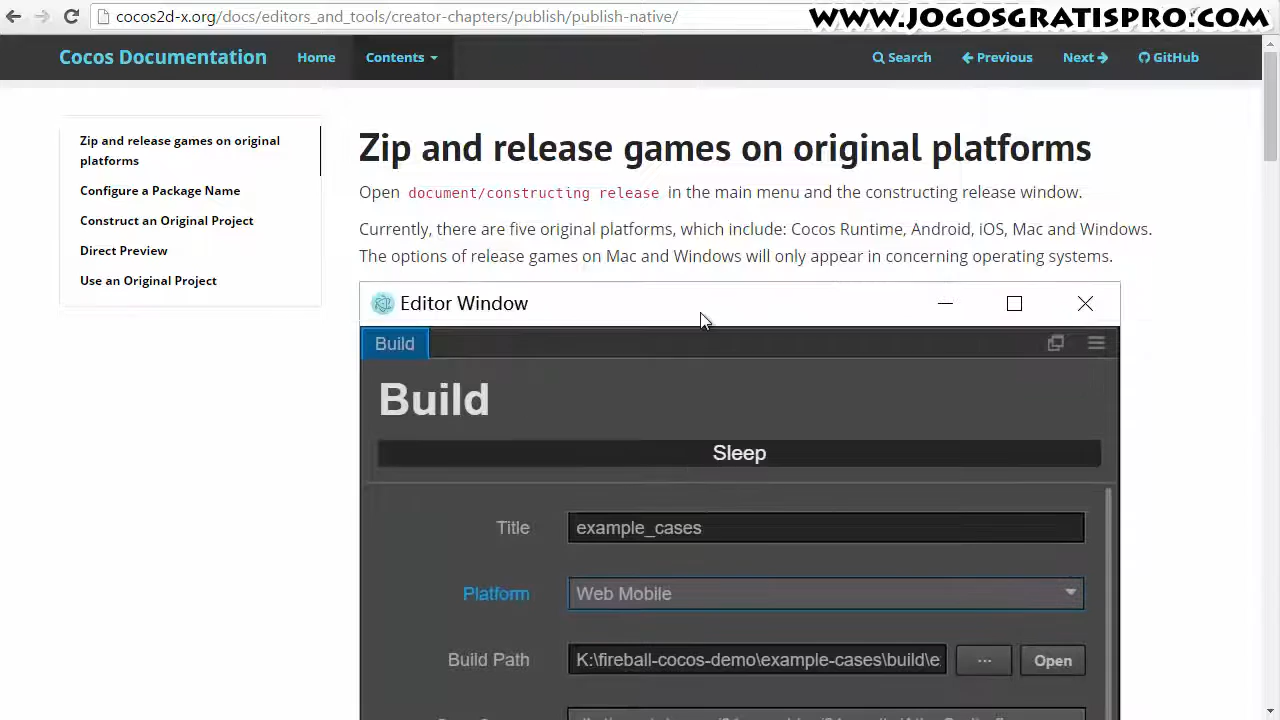 cocos2d-x.org/docs/editors_and_tools/creator-chapters/publish/publish-native/
WWW.JOGOSGRATISPRO.COM
Cocos Documentation
Home
Contents
Search
Previous
Next
GitHub
Zip and release games on original
platforms
Configure a Package Name
Construct an Original Project
Direct Preview
Use an Original Project
Zip and release games on original platforms
Open document/constructing release in the main menu and the constructing release window.
Currently, there are five original platforms, which include: Cocos Runtime, Android, iOS, Mac and Windows.
The options of release games on Mac and Windows will only appear in concerning operating systems.
Editor Window
Build
Build
Sleep
Title
example_cases
Platform
Web Mobile
Build Path
K:\fireball-cocos-demo\example-cases\build\e
...
Open